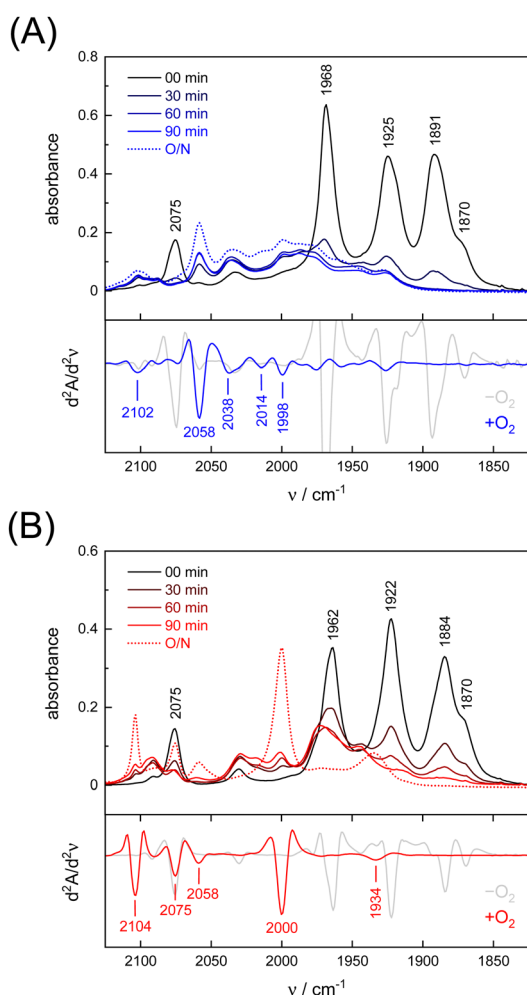 (A)
0.8
00 min
30 min
60 min
90 min
O/N
1968
1925
1891
1870
2075
0.6
0.4
0.2
0
absorbance
d²A/d²ν
2102
2058
2038
2014
1998
−O₂
+O₂
2100 2050 2000 1950 1900 1850
ν / cm⁻¹
(B)
0.6
00 min
30 min
60 min
90 min
O/N
1962
1922
1884
1870
2075
0.4
0.2
0
absorbance
d²A/d²ν
2104
2075
2058
2000
1934
−O₂
+O₂
2100 2050 2000 1950 1900 1850
ν / cm⁻¹